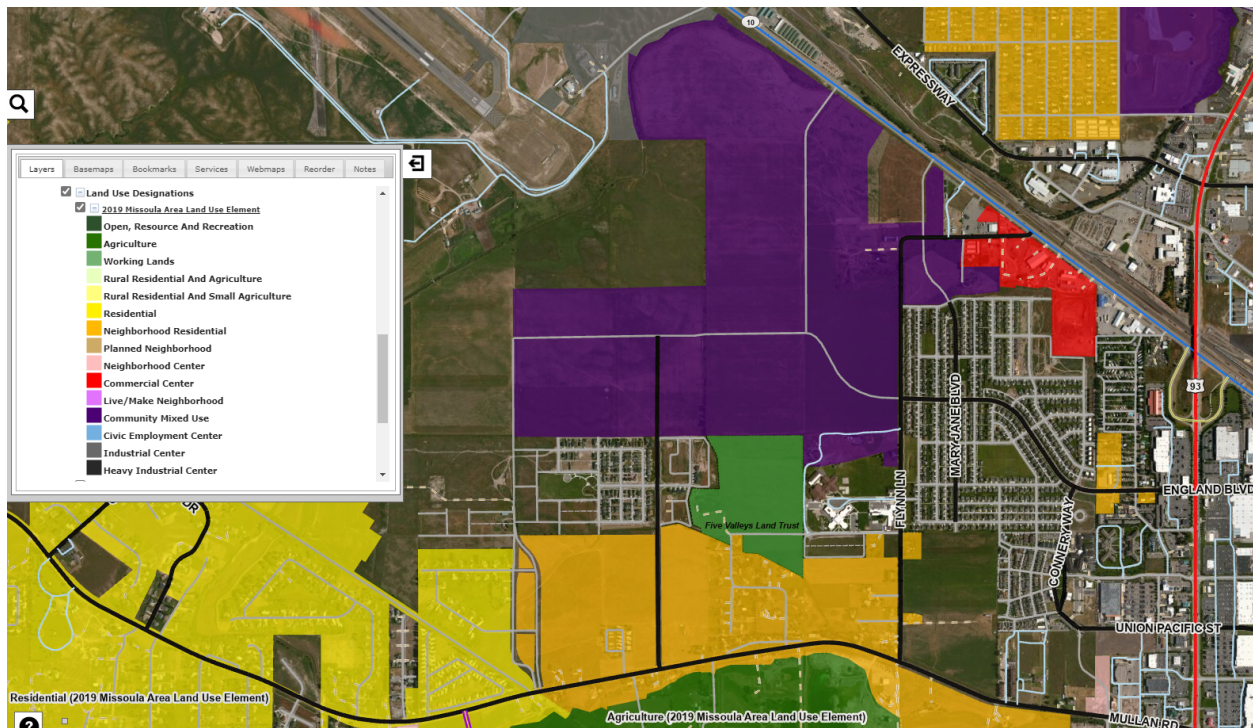 10
EXPRESSWAY
Layers
Basemaps
Bookmarks
Services
Webmaps
Reorder
Notes
Land Use Designations
2019 Missoula Area Land Use Element
Open, Resource And Recreation
Agriculture
Working Lands
Rural Residential And Agriculture
Rural Residential And Small Agriculture
Residential
Neighborhood Residential
Planned Neighborhood
Neighborhood Center
Commercial Center
Live/Make Neighborhood
Community Mixed Use
Civic Employment Center
Industrial Center
Heavy Industrial Center
93
MARY JANE BLVD
FLYNN LN
ENGLAND BLVD
CONNERY WAY
DR
Five Valleys Land Trust
UNION PACIFIC ST
Residential (2019 Missoula Area Land Use Element)
Agriculture (2019 Missoula Area Land Use Element)
MULLAN RD
?